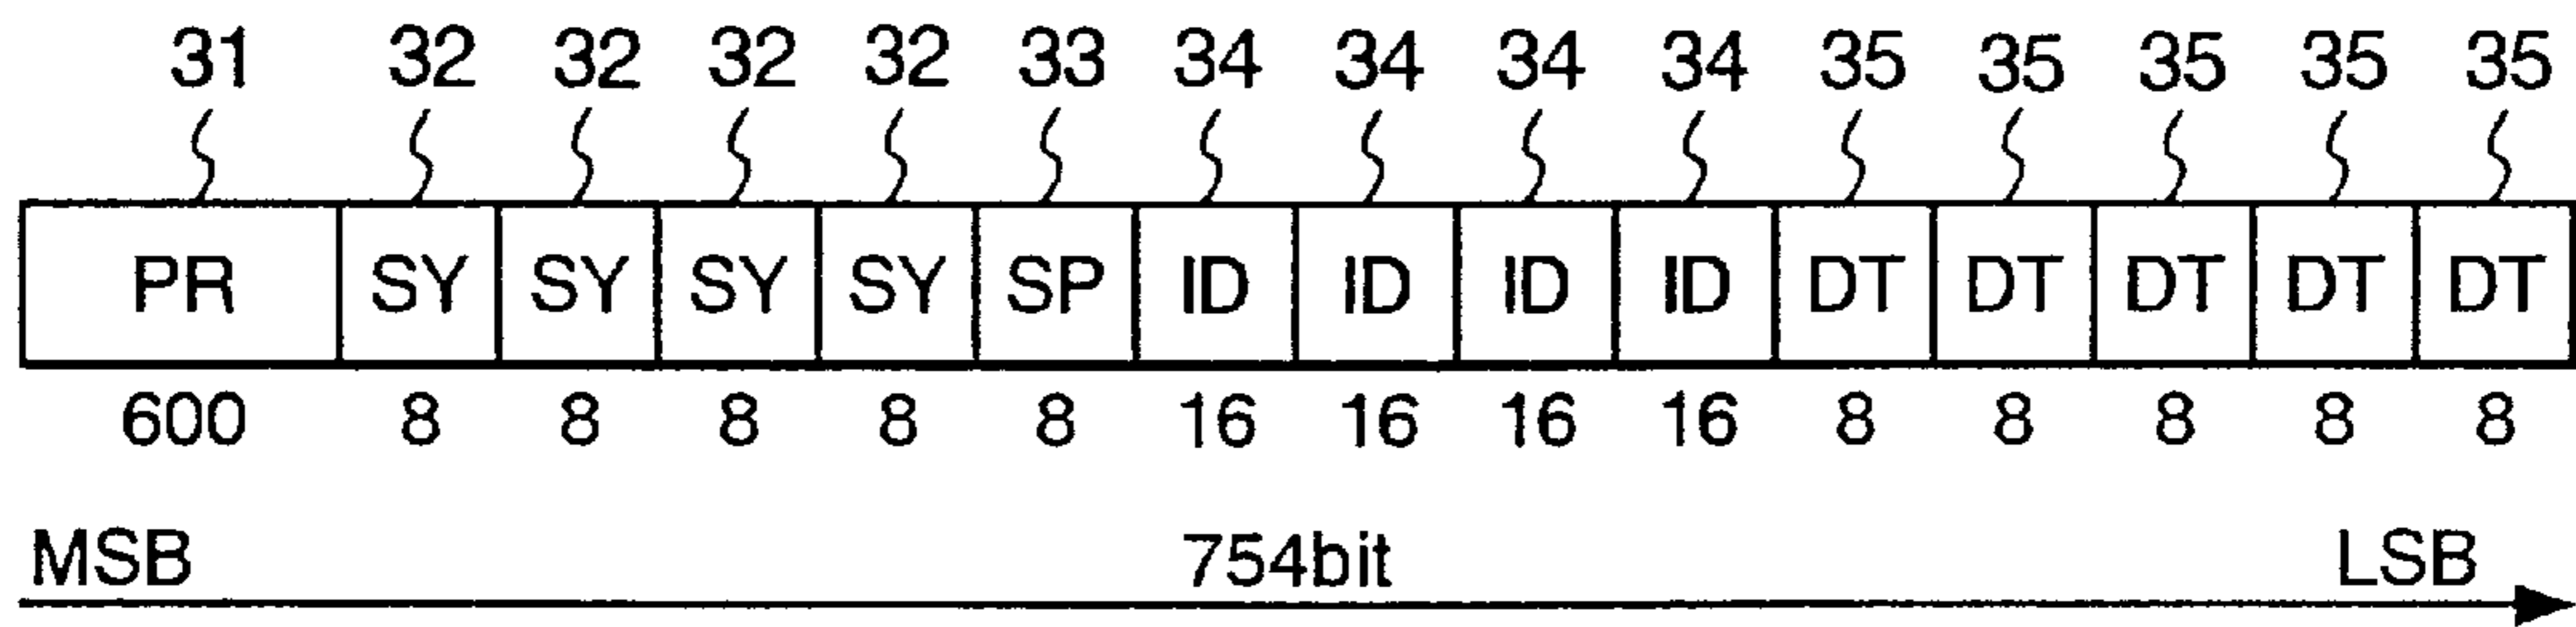 31 32 32 32 32 33 34 34 34 34 35 35 35 35 35
PR SY SY SY SY SP ID ID ID ID DT DT DT DT DT
600 8 8 8 8 8 16 16 16 16 8 8 8 8 8
MSB 754bit LSB